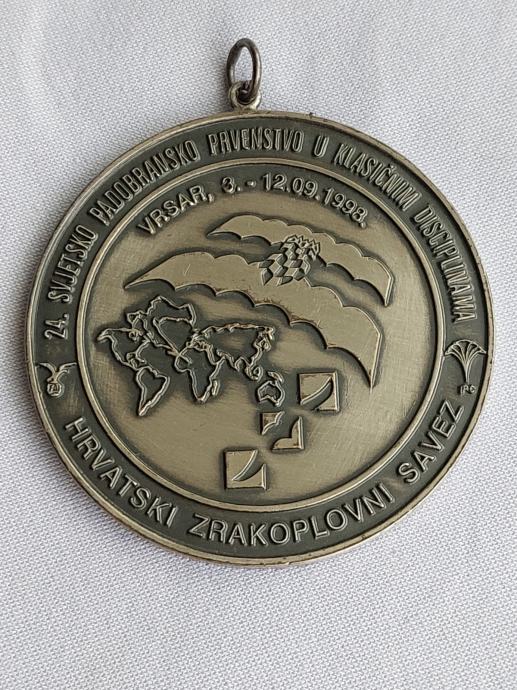 24. SVJETSKO PADOBRANSKO PRVENSTVO U KLASIČNIM DISCIPLINAMA
VRSAR, 3. - 12.09.1998.
HRVATSKI ZRAKOPLOVNI SAVEZ